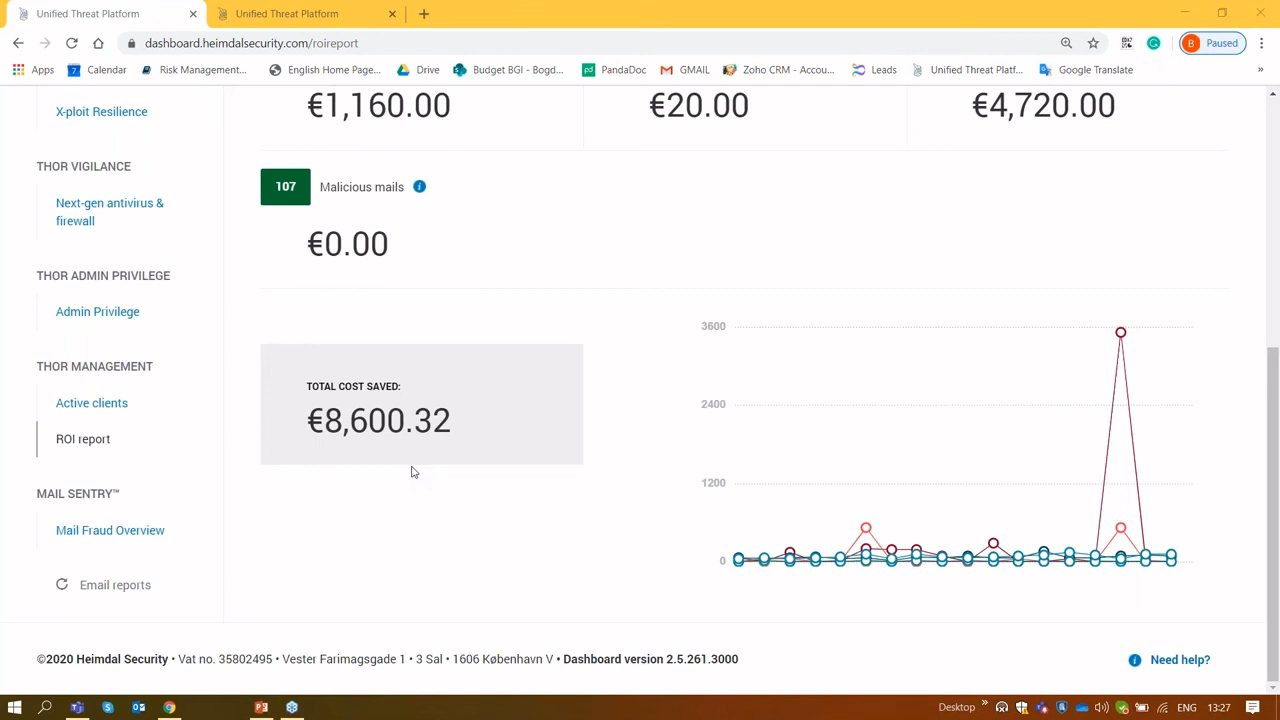 Unified Threat Platform
Unified Threat Platform
dashboard.heimdalsecurity.com/roireport
B Paused
Apps
7 Calendar
Risk Management...
English Home Page...
Drive
Budget BGI - Bogd...
pd PandaDoc
GMAIL
Zoho CRM - Accou...
Leads
Unified Threat Platf...
Google Translate
»
X-ploit Resilience
THOR VIGILANCE
Next-gen antivirus &
firewall
THOR ADMIN PRIVILEGE
Admin Privilege
THOR MANAGEMENT
Active clients
ROI report
MAIL SENTRY™
Mail Fraud Overview
Email reports
€1,160.00
€20.00
€4,720.00
107 Malicious mails i
€0.00
TOTAL COST SAVED:
€8,600.32
3600
2400
1200
0
©2020 Heimdal Security • Vat no. 35802495 • Vester Farimagsgade 1 • 3 Sal • 1606 København V • Dashboard version 2.5.261.3000
i Need help?
Desktop » ENG 13:27